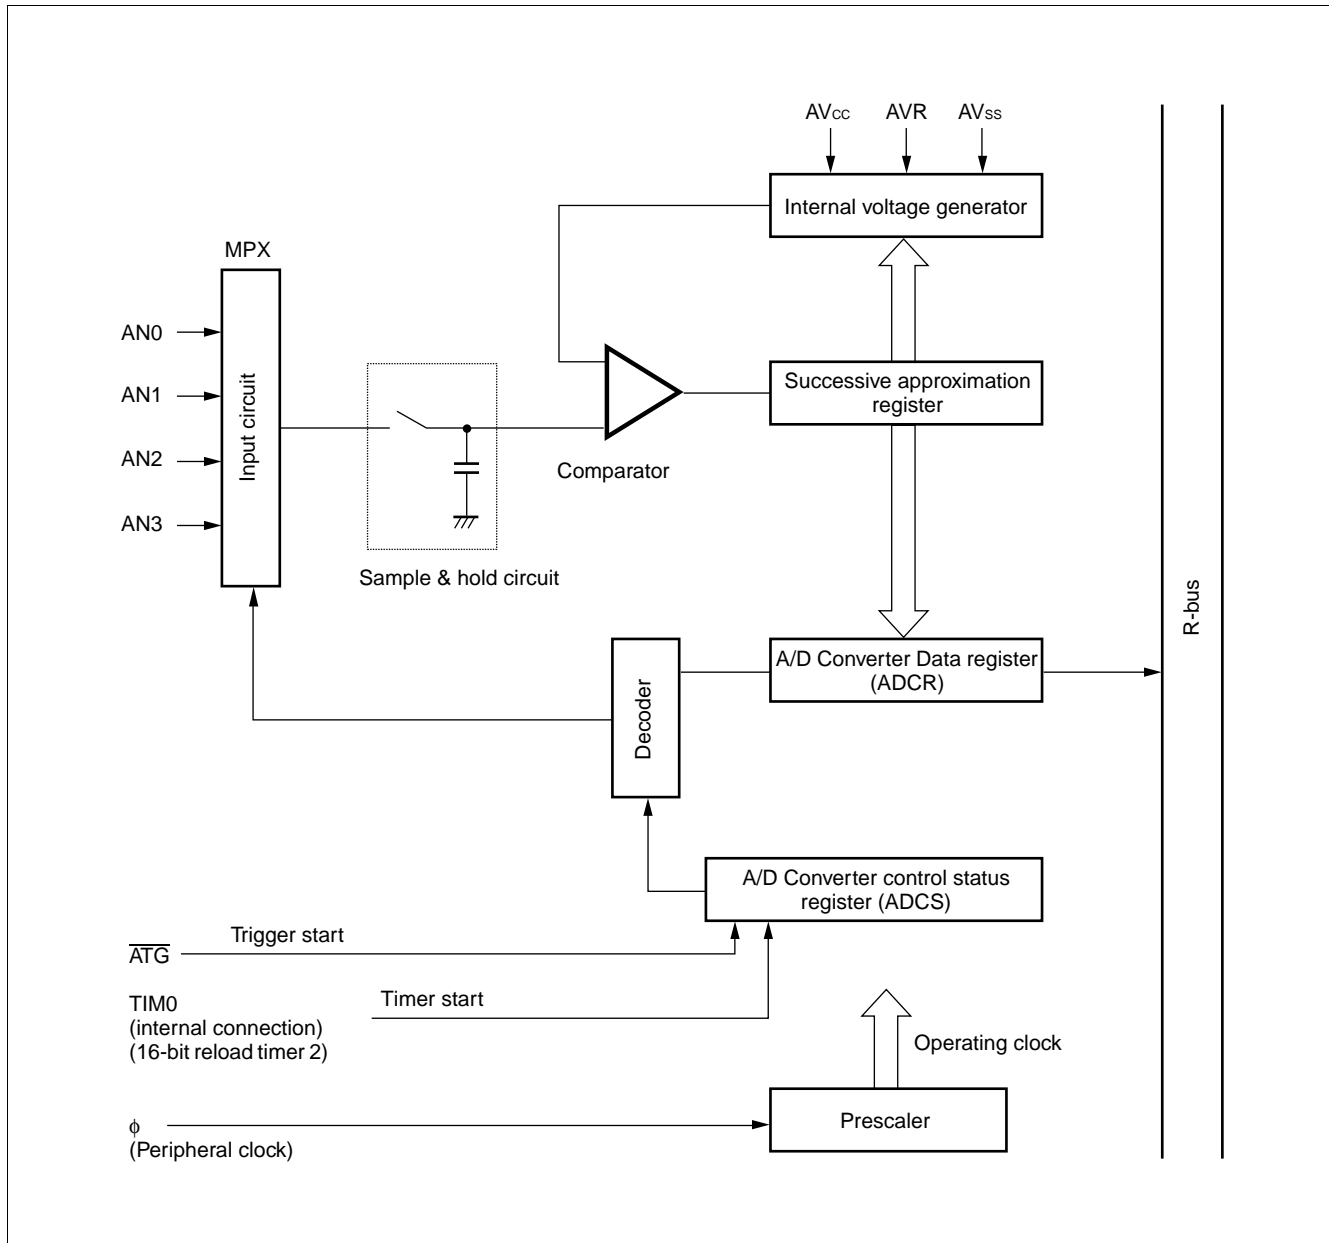 AVCC AVR AVSS
Internal voltage generator
MPX
AN0
AN1
AN2
AN3
Input circuit
Successive approximation
register
Comparator
Sample & hold circuit
R-bus
A/D Converter Data register
(ADCR)
Decoder
A/D Converter control status
register (ADCS)
ATG
Trigger start
TIM0
(internal connection)
(16-bit reload timer 2)
Timer start
Operating clock
Prescaler
ϕ
(Peripheral clock)